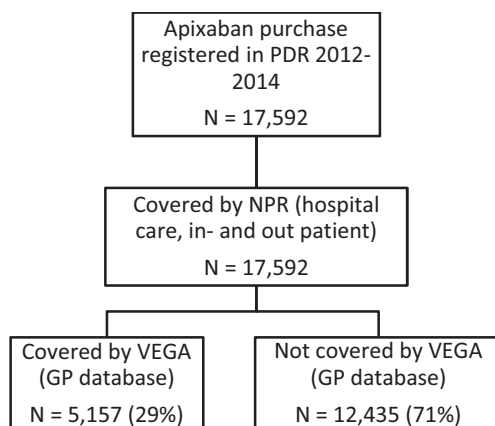 Apixaban purchase
registered in PDR 2012-
2014
N = 17,592
Covered by NPR (hospital
care, in- and out patient)
N = 17,592
Covered by VEGA
(GP database)
N = 5,157 (29%)
Not covered by VEGA
(GP database)
N = 12,435 (71%)